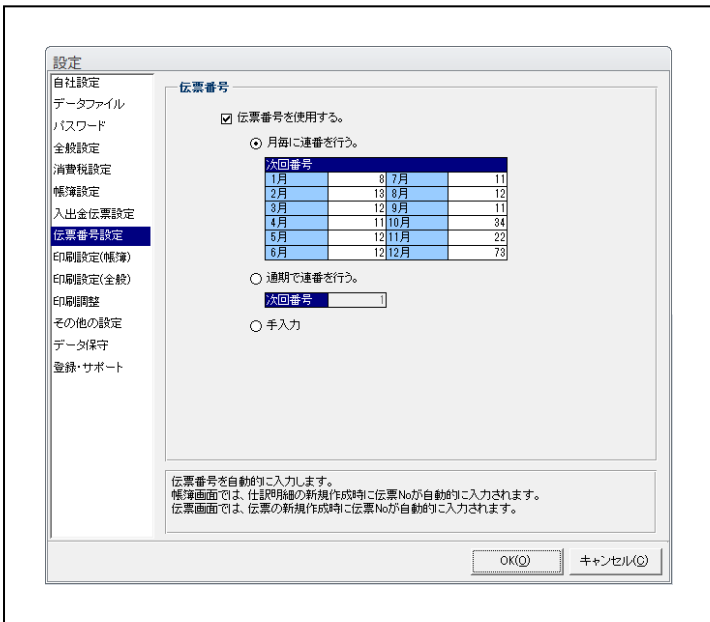 設定
自社設定
データファイル
パスワード
全般設定
消費税設定
帳簿設定
入出金伝票設定
伝票番号設定
印刷設定(帳簿)
印刷設定(全般)
印刷調整
その他の設定
データ保守
登録・サポート
伝票番号
伝票番号を使用する。
月毎に連番を行う。
次回番号
1月 8 7月 11
2月 13 8月 12
3月 12 9月 11
4月 11 10月 34
5月 12 11月 22
6月 12 12月 73
通期で連番を行う。
次回番号 1
手入力
伝票番号を自動的に入力します。
帳簿画面では、仕訳明細の新規作成時に伝票Noが自動的に入力されます。
伝票画面では、伝票の新規作成時に伝票Noが自動的に入力されます。
OK(O) キャンセル(C)